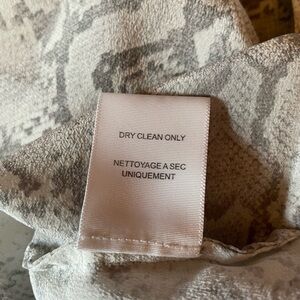 DRY CLEAN ONLY
NETTOYAGE A SEC
UNIQUEMENT